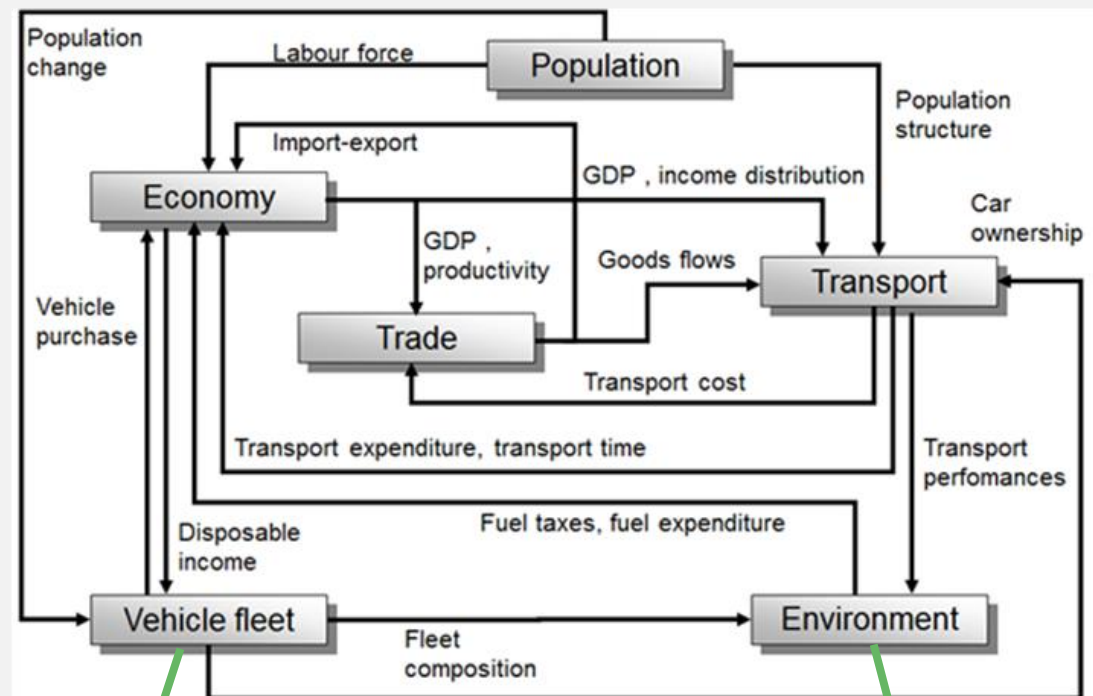 Population
change
Labour force
Population
Population
structure
Import-export
GDP , income distribution
Economy
Car
ownership
GDP ,
productivity
Goods flows
Transport
Vehicle
purchase
Trade
Transport cost
Transport expenditure, transport time
Transport
perfomances
Fuel taxes, fuel expenditure
Disposable
income
Vehicle fleet
Environment
Fleet
composition